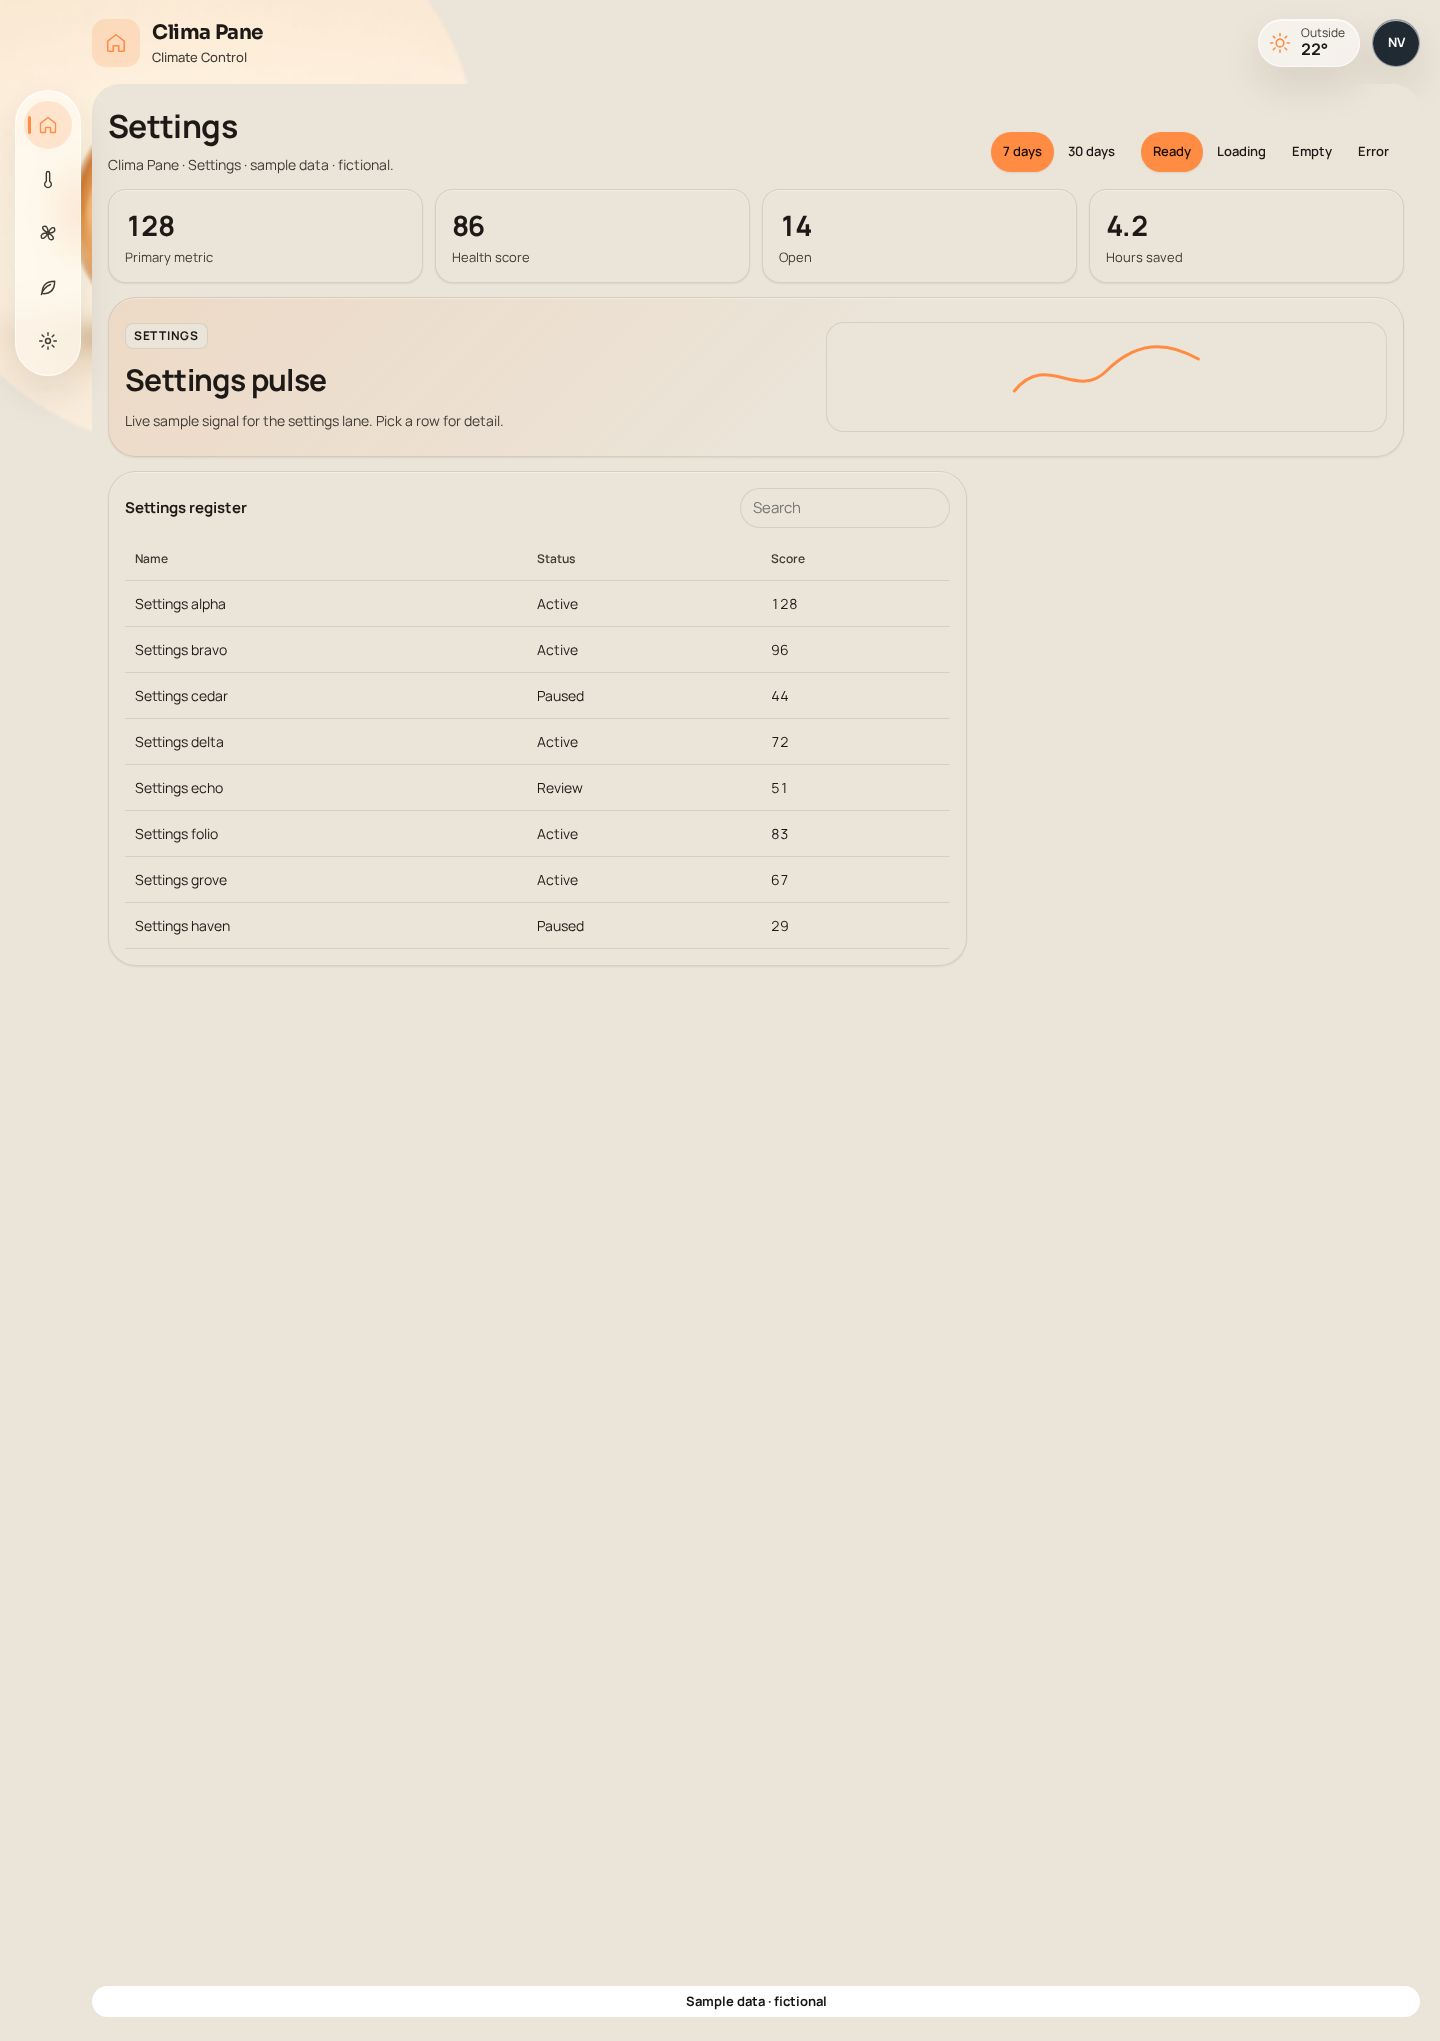 Clima Pane
Climate Control
Outside
22°
NV
Settings
Clima Pane · Settings · sample data · fictional.
7 days 30 days Ready Loading Empty Error
128
Primary metric
86
Health score
14
Open
4.2
Hours saved
SETTINGS
Settings pulse
Live sample signal for the settings lane. Pick a row for detail.
Settings register Search
Name Status Score
Settings alpha Active 128
Settings bravo Active 96
Settings cedar Paused 44
Settings delta Active 72
Settings echo Review 51
Settings folio Active 83
Settings grove Active 67
Settings haven Paused 29
Sample data · fictional